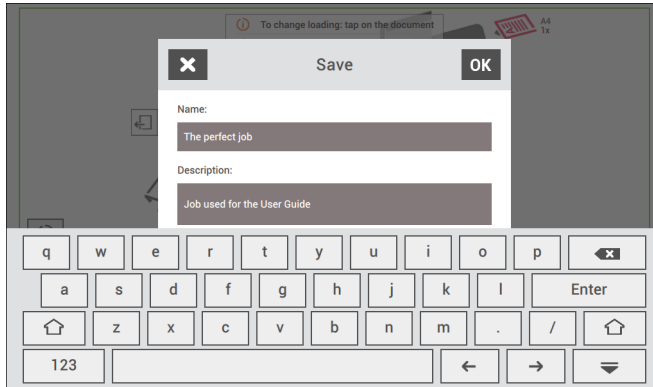 To change loading: tap on the document
A4
1x
Save
OK
Name:
The perfect job
Description:
Job used for the User Guide
q w e r t y u i o p
a s d f g h j k l Enter
z x c v b n m . /
123